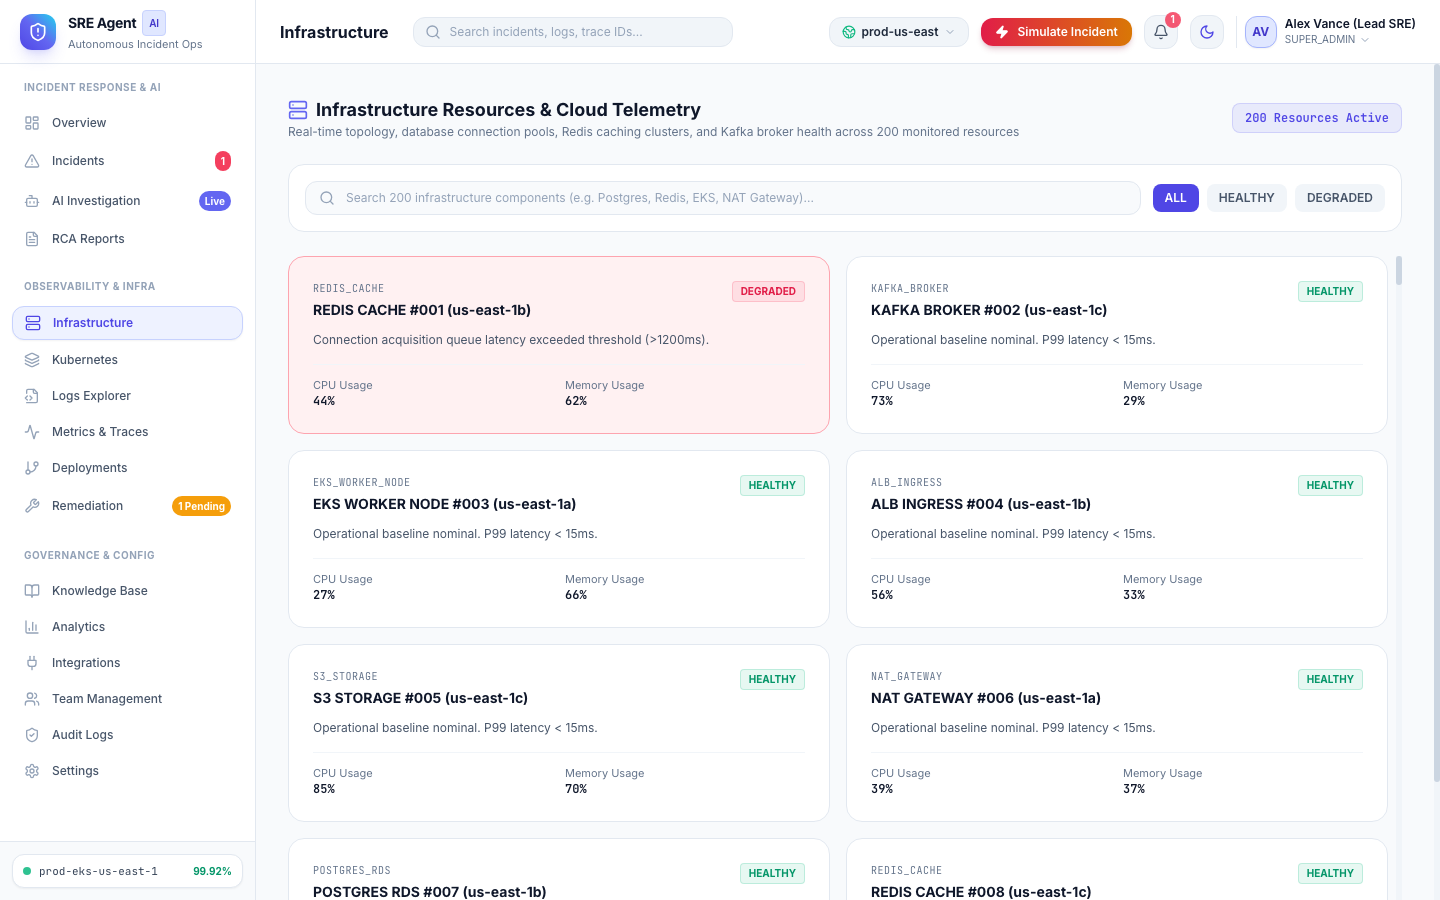 SRE Agent AI
Autonomous Incident Ops
INCIDENT RESPONSE & AI
Overview
Incidents 1
AI Investigation Live
RCA Reports
OBSERVABILITY & INFRA
Infrastructure
Kubernetes
Logs Explorer
Metrics & Traces
Deployments
Remediation 1 Pending
GOVERNANCE & CONFIG
Knowledge Base
Analytics
Integrations
Team Management
Audit Logs
Settings
prod-eks-us-east-1 99.92%
Infrastructure
Search incidents, logs, trace IDs...
prod-us-east
Simulate Incident
1
AV
Alex Vance (Lead SRE)
SUPER_ADMIN
Infrastructure Resources & Cloud Telemetry
Real-time topology, database connection pools, Redis caching clusters, and Kafka broker health across 200 monitored resources
200 Resources Active
Search 200 infrastructure components (e.g. Postgres, Redis, EKS, NAT Gateway)...
ALL HEALTHY DEGRADED
REDIS_CACHE
DEGRADED
REDIS CACHE #001 (us-east-1b)
Connection acquisition queue latency exceeded threshold (>1200ms).
CPU Usage Memory Usage
44% 62%
KAFKA_BROKER
HEALTHY
KAFKA BROKER #002 (us-east-1c)
Operational baseline nominal. P99 latency < 15ms.
CPU Usage Memory Usage
73% 29%
EKS_WORKER_NODE
HEALTHY
EKS WORKER NODE #003 (us-east-1a)
Operational baseline nominal. P99 latency < 15ms.
CPU Usage Memory Usage
27% 66%
ALB_INGRESS
HEALTHY
ALB INGRESS #004 (us-east-1b)
Operational baseline nominal. P99 latency < 15ms.
CPU Usage Memory Usage
56% 33%
S3_STORAGE
HEALTHY
S3 STORAGE #005 (us-east-1c)
Operational baseline nominal. P99 latency < 15ms.
CPU Usage Memory Usage
85% 70%
NAT_GATEWAY
HEALTHY
NAT GATEWAY #006 (us-east-1a)
Operational baseline nominal. P99 latency < 15ms.
CPU Usage Memory Usage
39% 37%
POSTGRES_RDS
HEALTHY
POSTGRES RDS #007 (us-east-1b)
REDIS_CACHE
HEALTHY
REDIS CACHE #008 (us-east-1c)